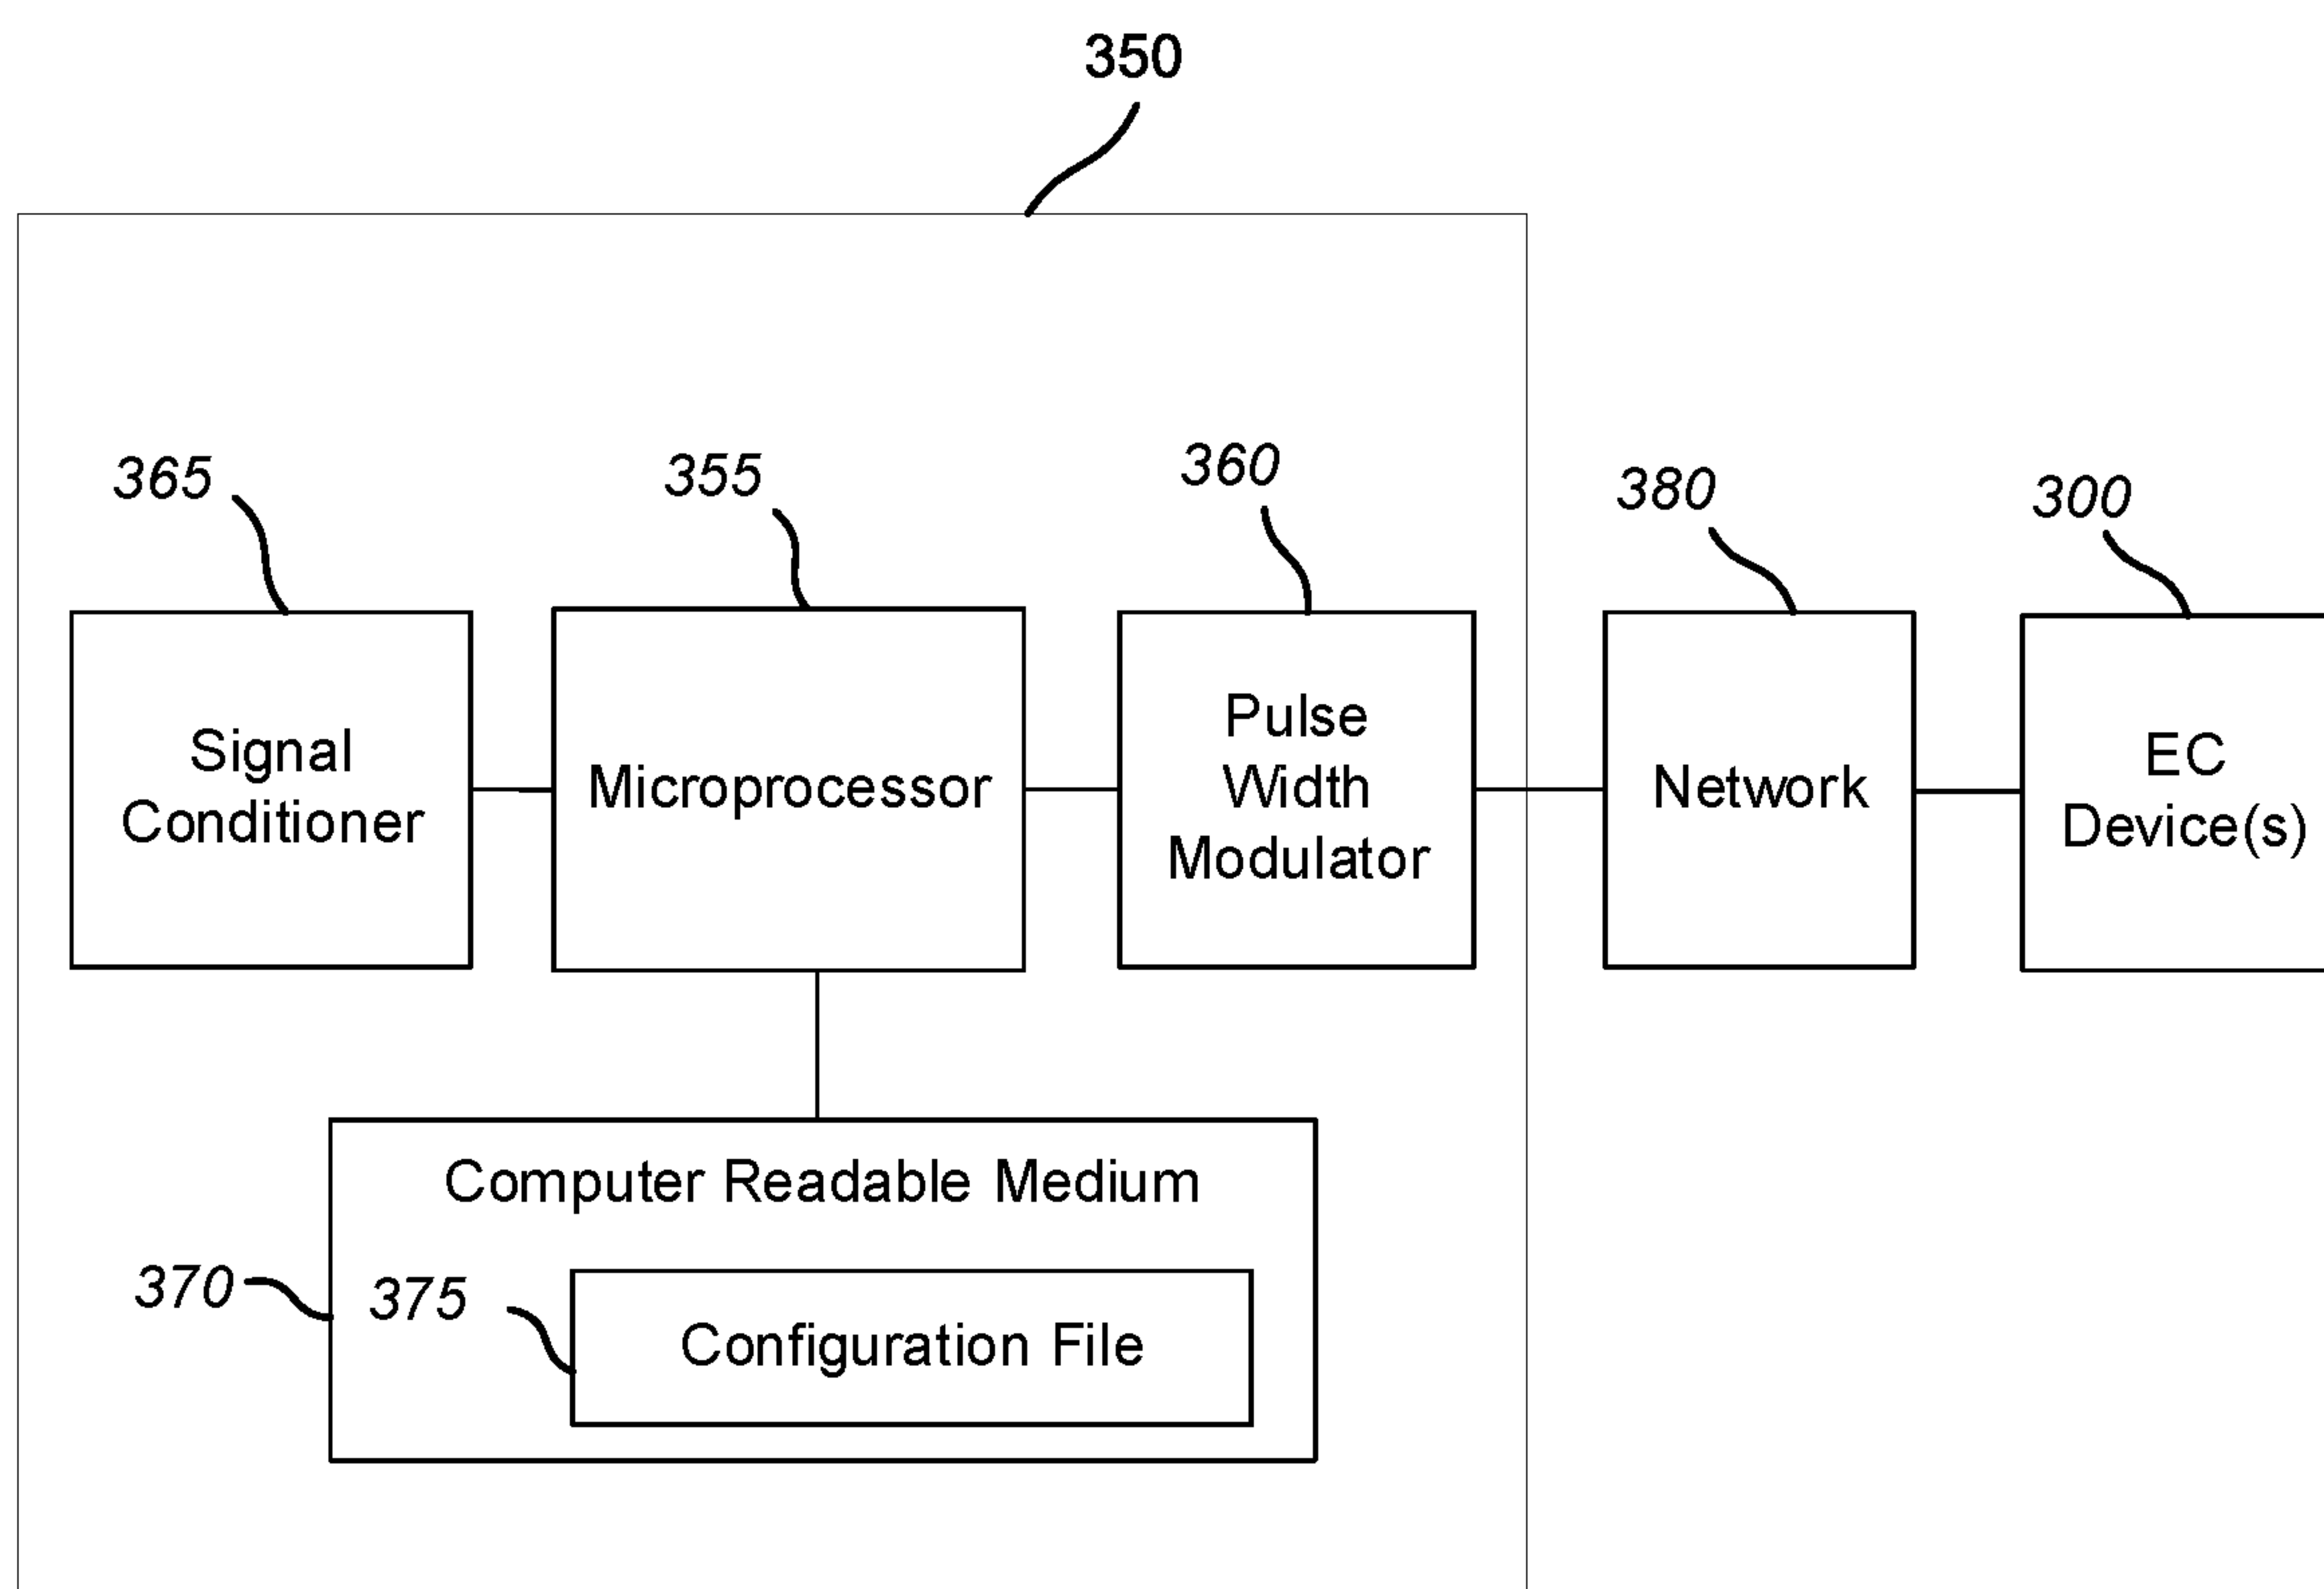 350
365
355
360
380
300
Signal
Conditioner
Microprocessor
Pulse
Width
Modulator
Network
EC
Device(s)
Computer Readable Medium
370
375
Configuration File